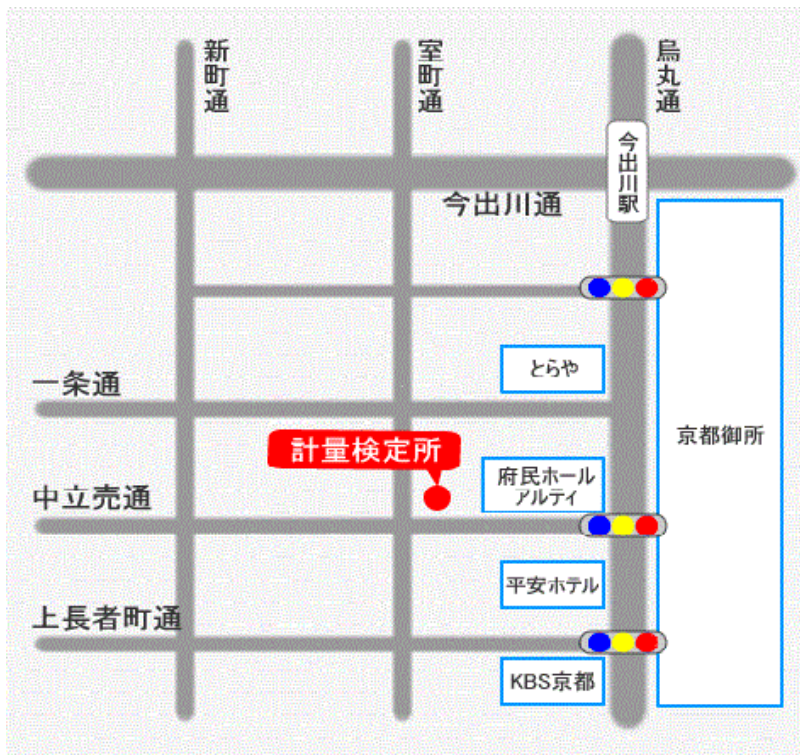 新町通
室町通
烏丸通
今出川駅
今出川通
とらや
一条通
京都御所
計量検定所
府民ホール
アルティ
中立売通
平安ホテル
上長者町通
KBS京都